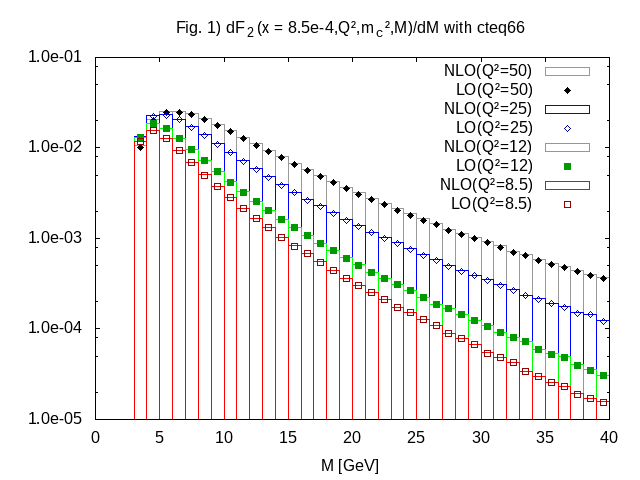 Fig. 1) dF2(x = 8.5e-4,Q²,mc²,M)/dM with cteq66
1.0e-01
1.0e-02
1.0e-03
1.0e-04
1.0e-05
NLO(Q²=50)
LO(Q²=50)
NLO(Q²=25)
LO(Q²=25)
NLO(Q²=12)
LO(Q²=12)
NLO(Q²=8.5)
LO(Q²=8.5)
0 5 10 15 20 25 30 35 40
M [GeV]